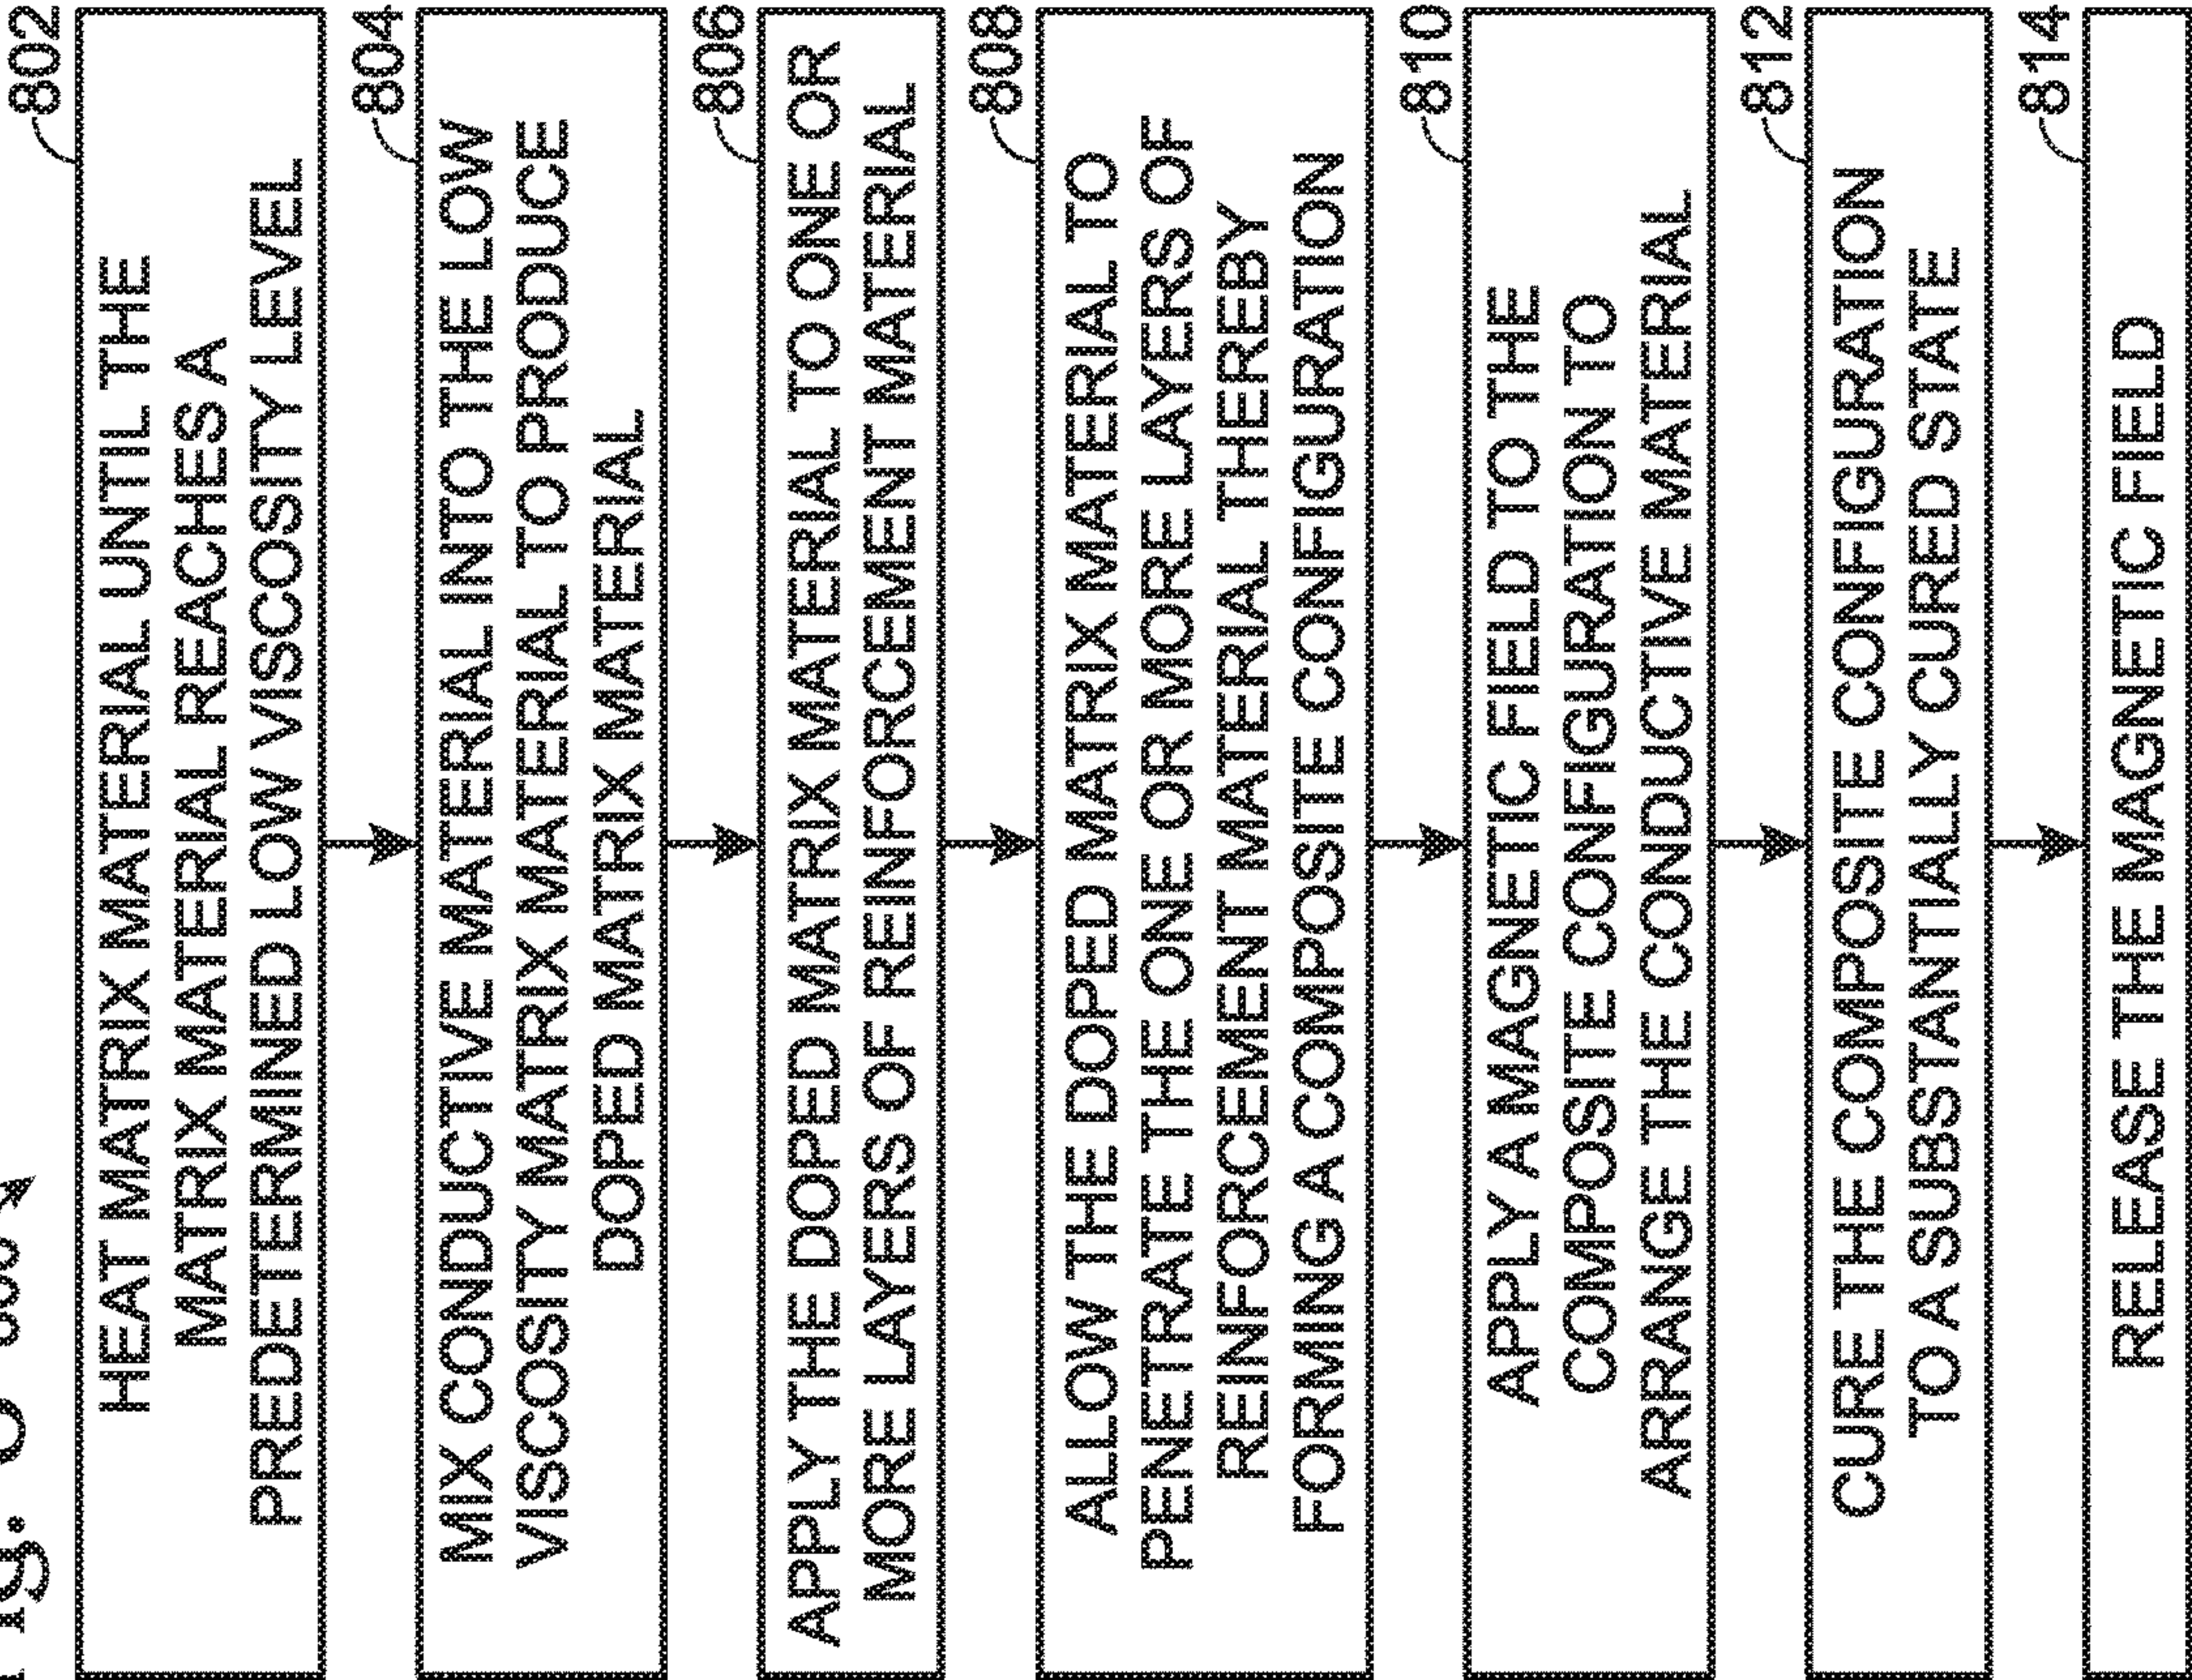 802
HEAT MATRIX MATERIAL UNTIL THE
MATRIX MATERIAL REACHES A
PREDETERMINED LOW VISCOSITY LEVEL
804
MIX CONDUCTIVE MATERIAL INTO THE LOW
VISCOSITY MATRIX MATERIAL TO PRODUCE
DOPED MATRIX MATERIAL
806
APPLY THE DOPED MATRIX MATERIAL TO ONE OR
MORE LAYERS OF REINFORCEMENT MATERIAL
808
ALLOW THE DOPED MATRIX MATERIAL TO
PENETRATE THE ONE OR MORE LAYERS OF
REINFORCEMENT MATERIAL THEREBY
FORMING A COMPOSITE CONFIGURATION
810
APPLY A MAGNETIC FIELD TO THE
COMPOSITE CONFIGURATION TO
ARRANGE THE CONDUCTIVE MATERIAL
812
CURE THE COMPOSITE CONFIGURATION
TO A SUBSTANTIALLY CURED STATE
814
RELEASE THE MAGNETIC FIELD